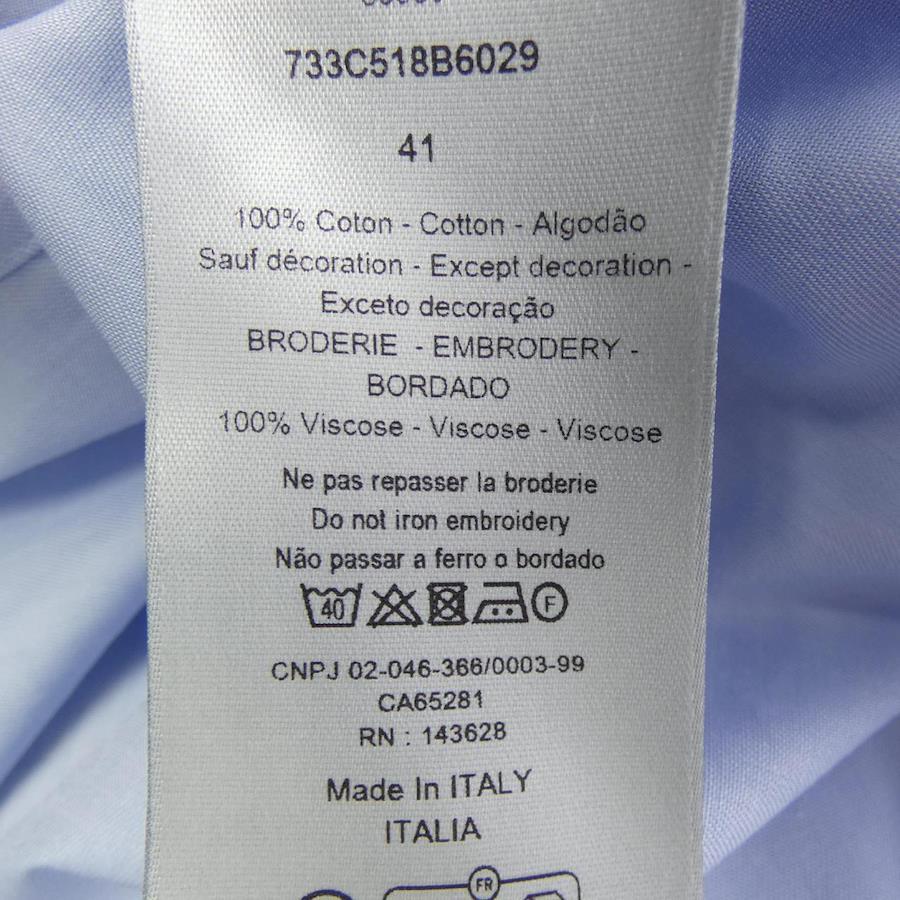 733C518B6029
41
100% Coton - Cotton - Algodão
Sauf décoration - Except decoration -
Exceto decoração
BRODERIE - EMBRODERY -
BORDADO
100% Viscose - Viscose - Viscose
Ne pas repasser la broderie
Do not iron embroidery
Não passar a ferro o bordado
40 F
CNPJ 02-046-366/0003-99
CA65281
RN : 143628
Made In ITALY
ITALIA
FR